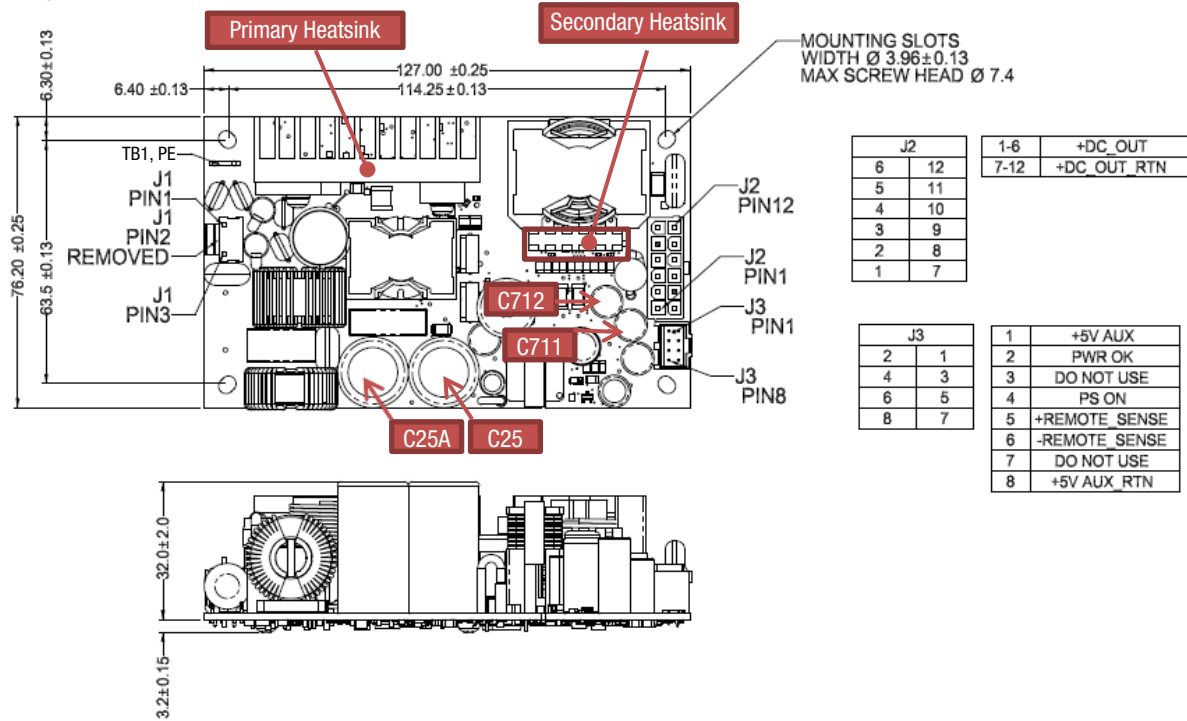 Primary Heatsink
Secondary Heatsink
MOUNTING SLOTS
WIDTH Ø 3.96±0.13
MAX SCREW HEAD Ø 7.4
127.00 ±0.25
6.40 ±0.13
114.25±0.13
6.30±0.13
76.20 ±0.25
63.5 ±0.13
TB1, PE
J1
PIN1
J1
PIN2
REMOVED
J1
PIN3
J2
PIN12
J2
PIN1
J3
PIN1
J3
PIN8
C712
C711
C25A
C25
J2
6 12
5 11
4 10
3 9
2 8
1 7
1-6 +DC_OUT
7-12 +DC_OUT_RTN
J3
2 1
4 3
6 5
8 7
1 +5V AUX
2 PWR OK
3 DO NOT USE
4 PS ON
5 +REMOTE_SENSE
6 -REMOTE_SENSE
7 DO NOT USE
8 +5V AUX_RTN
32.0±2.0
3.2±0.15